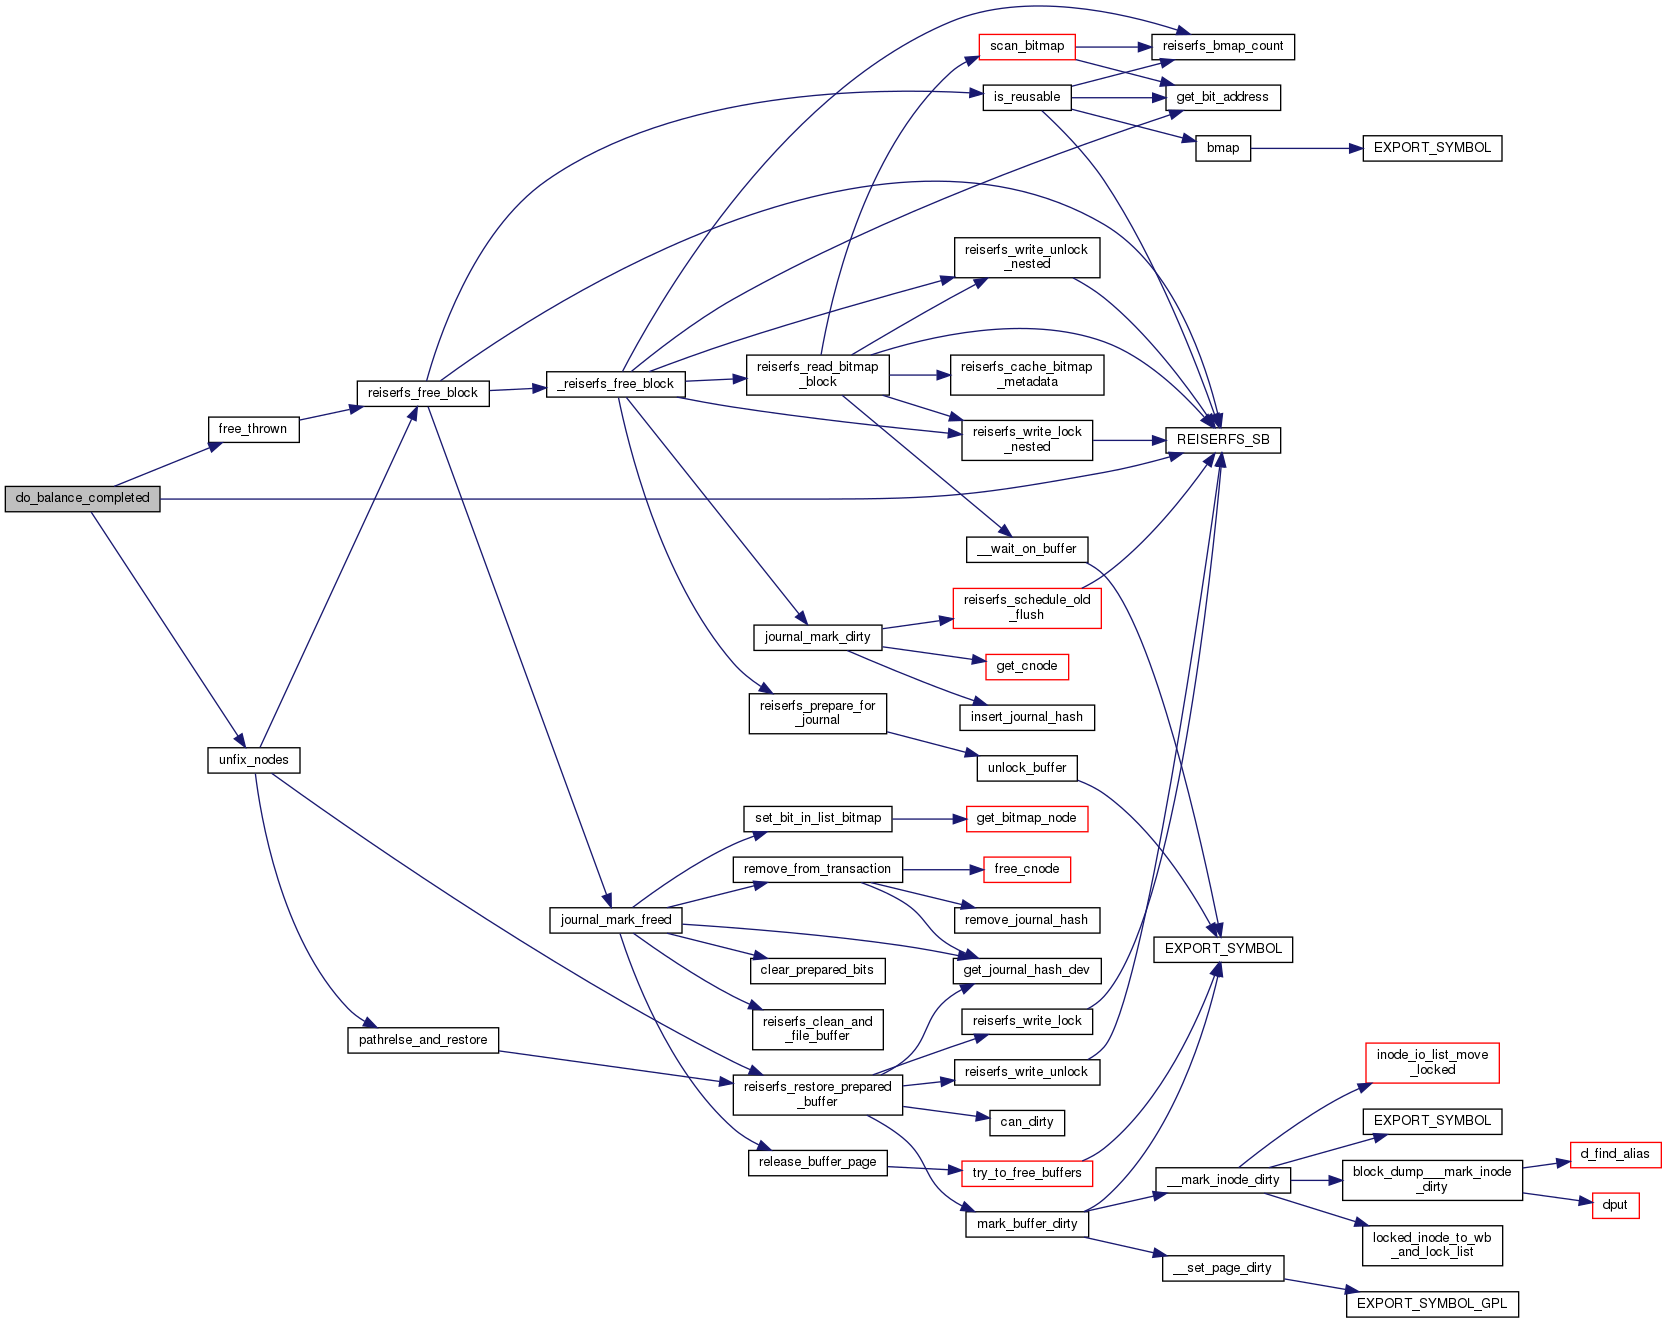 scan_bitmap
reiserfs_bmap_count
is_reusable
get_bit_address
bmap
EXPORT_SYMBOL
reiserfs_write_unlock
_nested
reiserfs_read_bitmap
_block
reiserfs_cache_bitmap
_metadata
reiserfs_free_block
_reiserfs_free_block
free_thrown
reiserfs_write_lock
_nested
REISERFS_SB
do_balance_completed
__wait_on_buffer
reiserfs_schedule_old
_flush
journal_mark_dirty
get_cnode
reiserfs_prepare_for
_journal
insert_journal_hash
unfix_nodes
unlock_buffer
set_bit_in_list_bitmap
get_bitmap_node
remove_from_transaction
free_cnode
journal_mark_freed
remove_journal_hash
EXPORT_SYMBOL
clear_prepared_bits
get_journal_hash_dev
reiserfs_clean_and
_file_buffer
reiserfs_write_lock
pathrelse_and_restore
reiserfs_write_unlock
inode_io_list_move
_locked
reiserfs_restore_prepared
_buffer
can_dirty
EXPORT_SYMBOL
d_find_alias
release_buffer_page
try_to_free_buffers
__mark_inode_dirty
block_dump___mark_inode
_dirty
dput
mark_buffer_dirty
locked_inode_to_wb
_and_lock_list
__set_page_dirty
EXPORT_SYMBOL_GPL